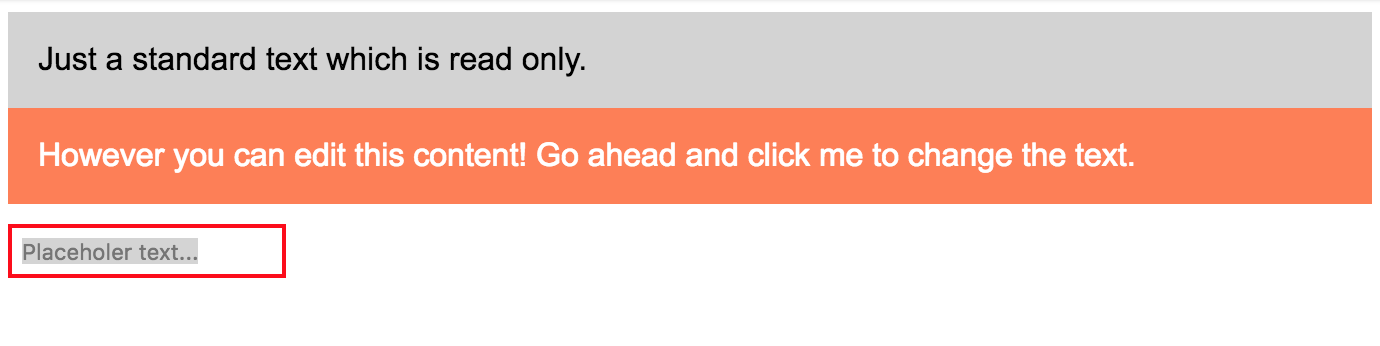 Just a standard text which is read only.
However you can edit this content! Go ahead and click me to change the text.
Placeholer text...